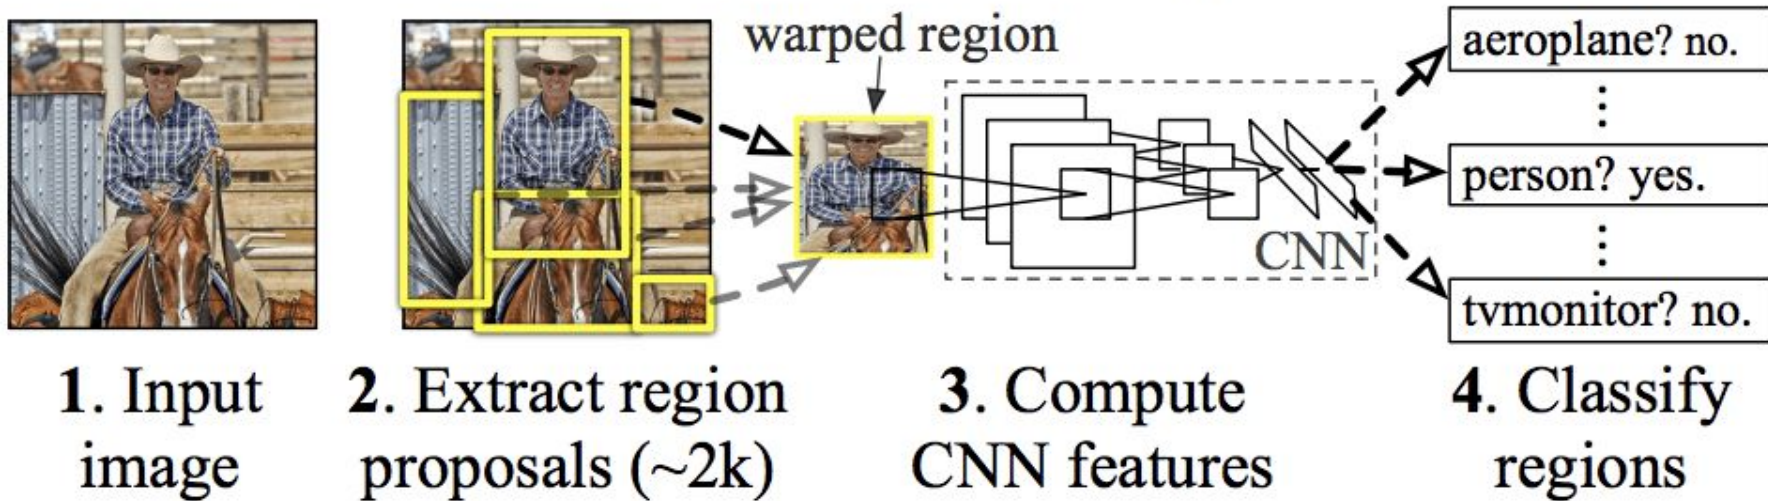 warped region
aeroplane? no.
person? yes.
CNN
tvmonitor? no.
1. Input
image
2. Extract region
proposals (~2k)
3. Compute
CNN features
4. Classify
regions